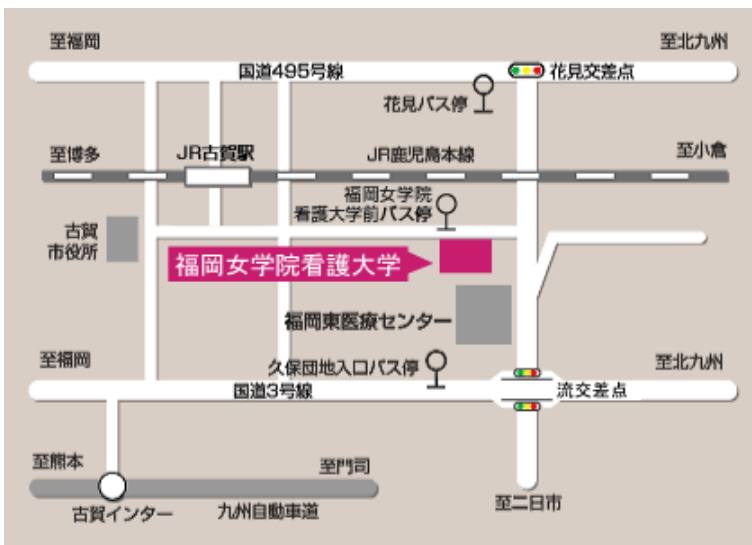 至福岡
至北九州
国道495号線
花見交差点
花見バス停
至博多
JR古賀駅
JR鹿児島本線
至小倉
福岡女学院
看護大学前バス停
古賀
市役所
福岡女学院看護大学
福岡東医療センター
至福岡
久保団地入口バス停
至北九州
国道3号線
流交差点
至熊本
至門司
古賀インター
九州自動車道
至二日市